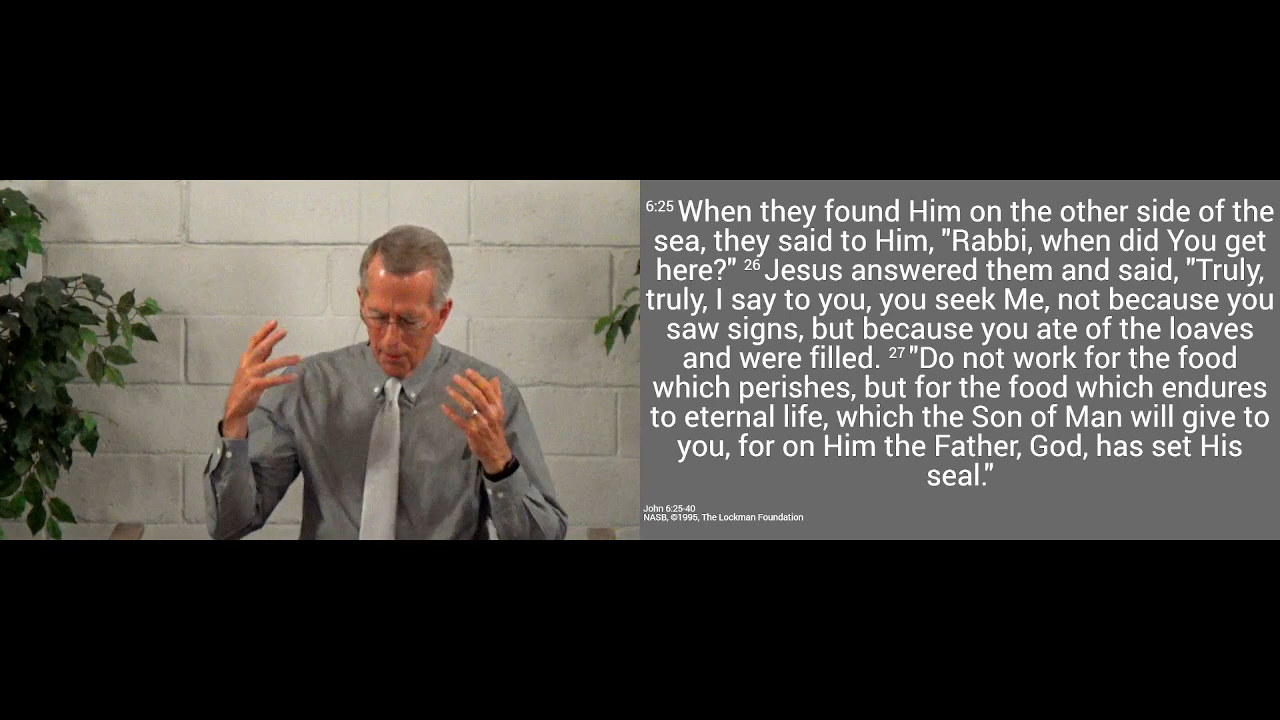 6:25 When they found Him on the other side of the
sea, they said to Him, "Rabbi, when did You get
here?" 26 Jesus answered them and said, "Truly,
truly, I say to you, you seek Me, not because you
saw signs, but because you ate of the loaves
and were filled. 27 "Do not work for the food
which perishes, but for the food which endures
to eternal life, which the Son of Man will give to
you, for on Him the Father, God, has set His
seal."
John 6:25-40
NASB, ©1995, The Lockman Foundation